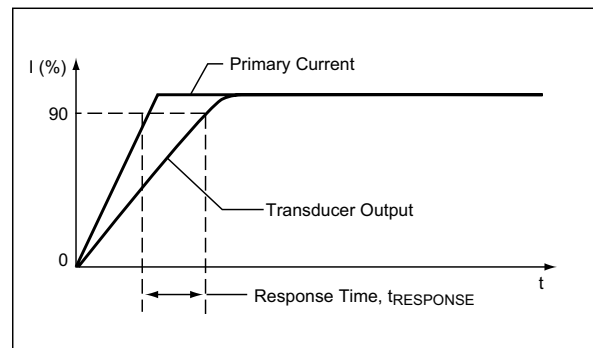 I (%)
Primary Current
90
Transducer Output
0
t
Response Time, tRESPONSE